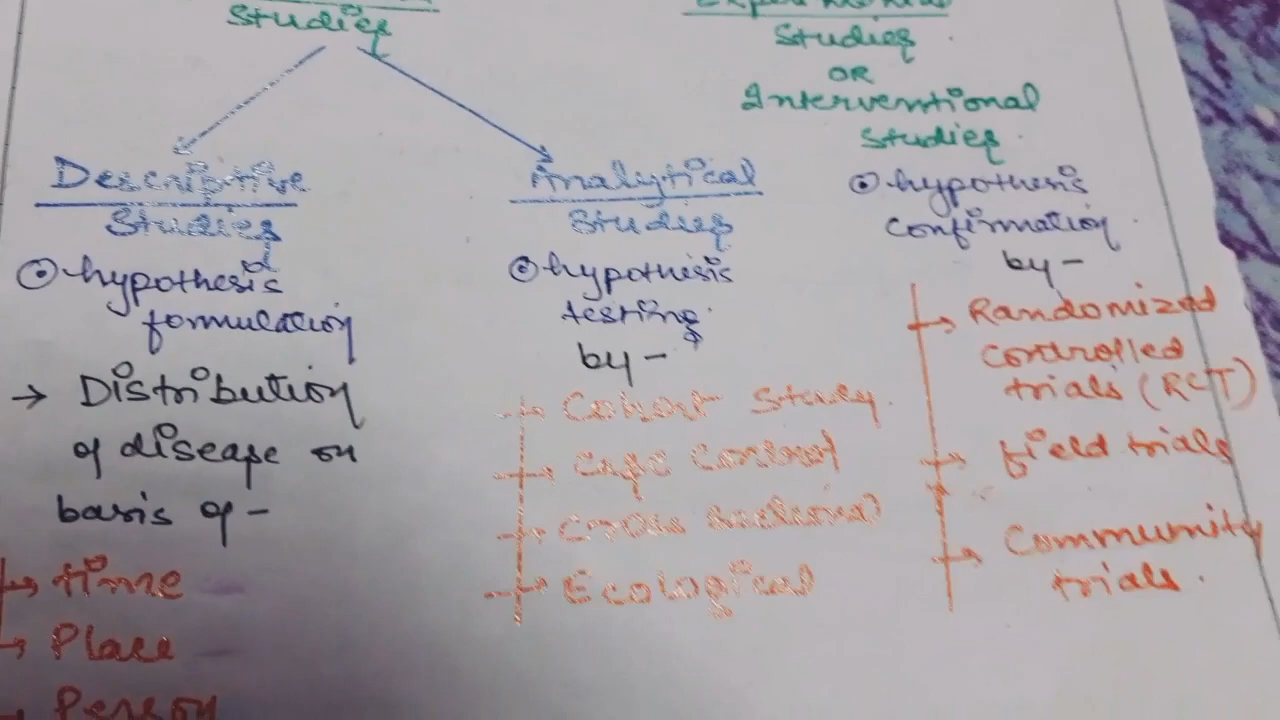 Studies
Studies
OR
Interventional
Studies
Descriptive
Studies
⊙ hypothesis
formulation
→ Distribution
of disease on
basis of -
→ time
→ Place
→ Person
Analytical
Studies
⊙ hypothesis
testing
by -
→ Cohort study
→ Case control
→ Cross sectional
→ Ecological
⊙ hypothesis
confirmation
by -
→ Randomized
controlled
trials (RCT)
→ field trials
→ Community
trials.